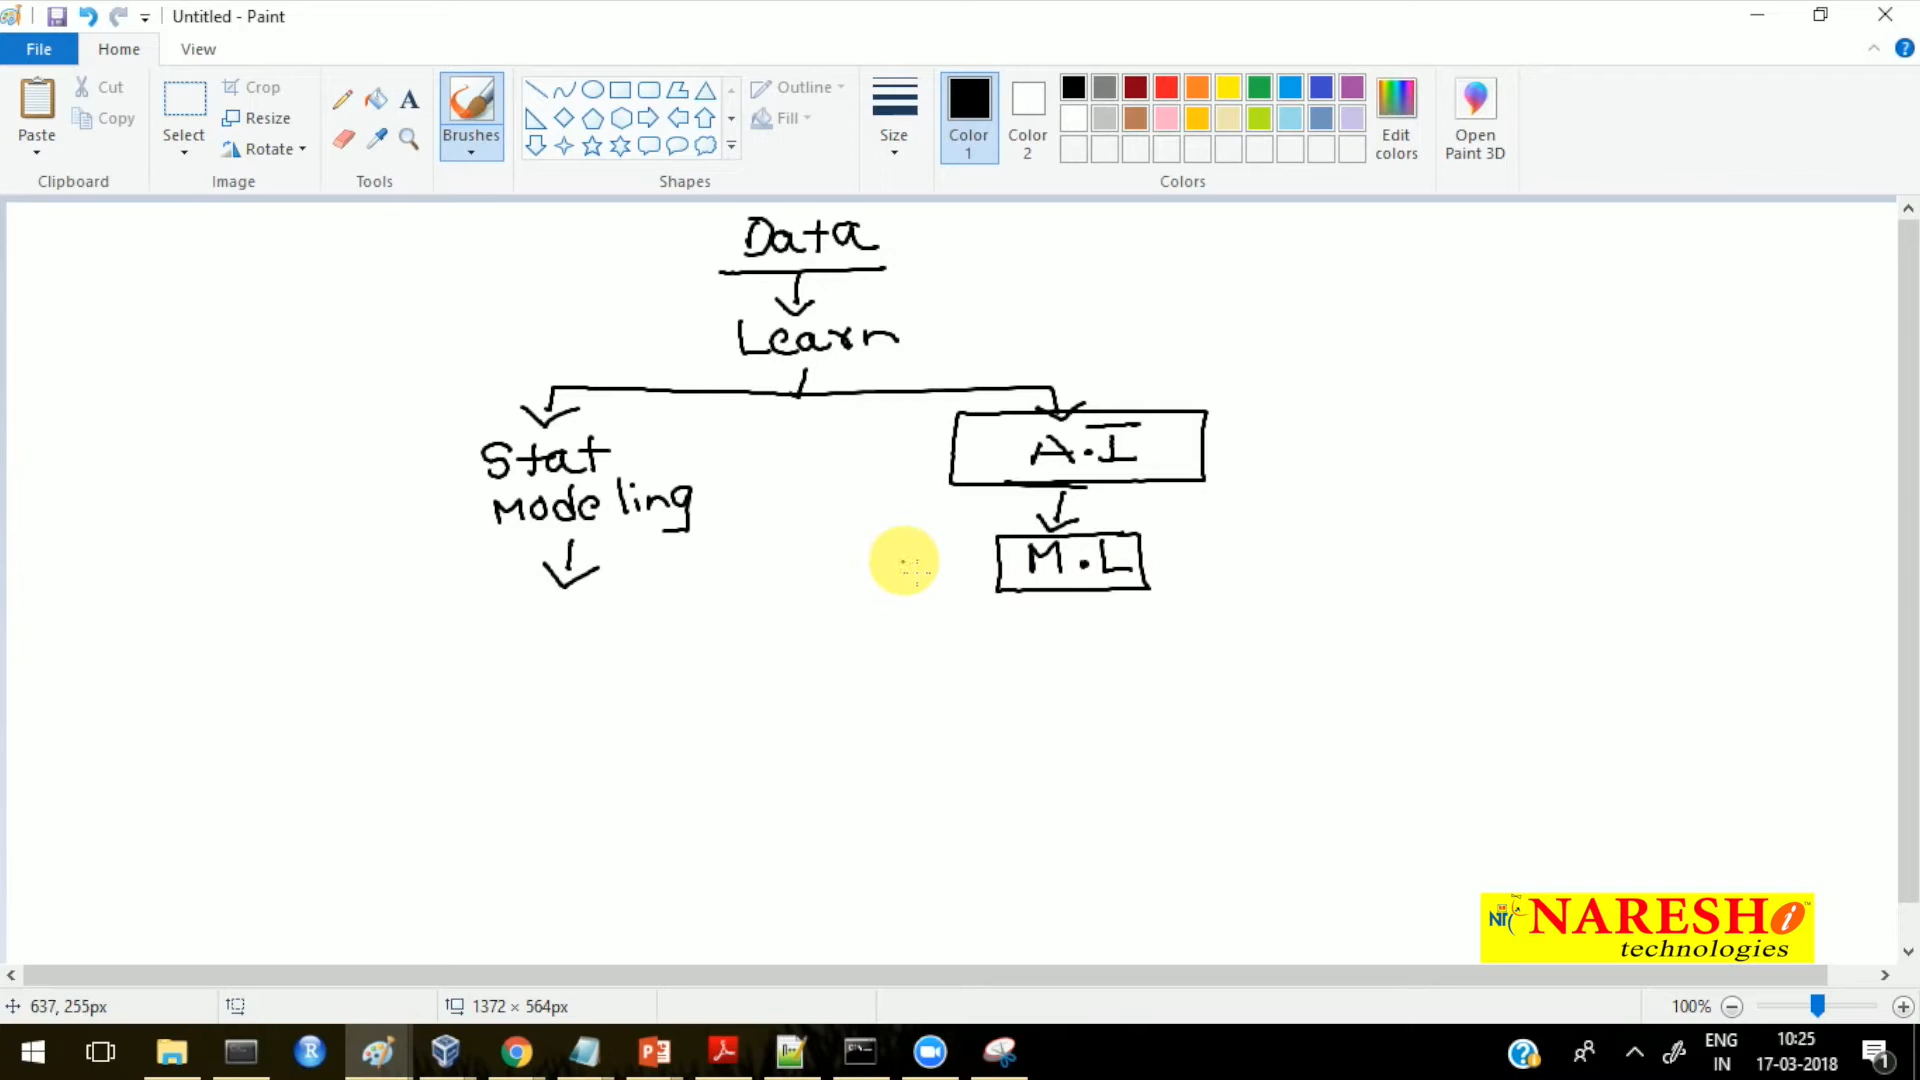 Untitled - Paint
File Home View
Paste
Cut
Copy
Clipboard
Select
Crop
Resize
Rotate
Image
Tools
Brushes
Shapes
Outline
Fill
Size
Color 1
Color 2
Colors
Edit colors
Open Paint 3D
Data
Learn
Stat
modeling
A.I
M.L
NARESH i
technologies
637, 255px
1372 × 564px
100%
ENG
IN
10:25
17-03-2018
1